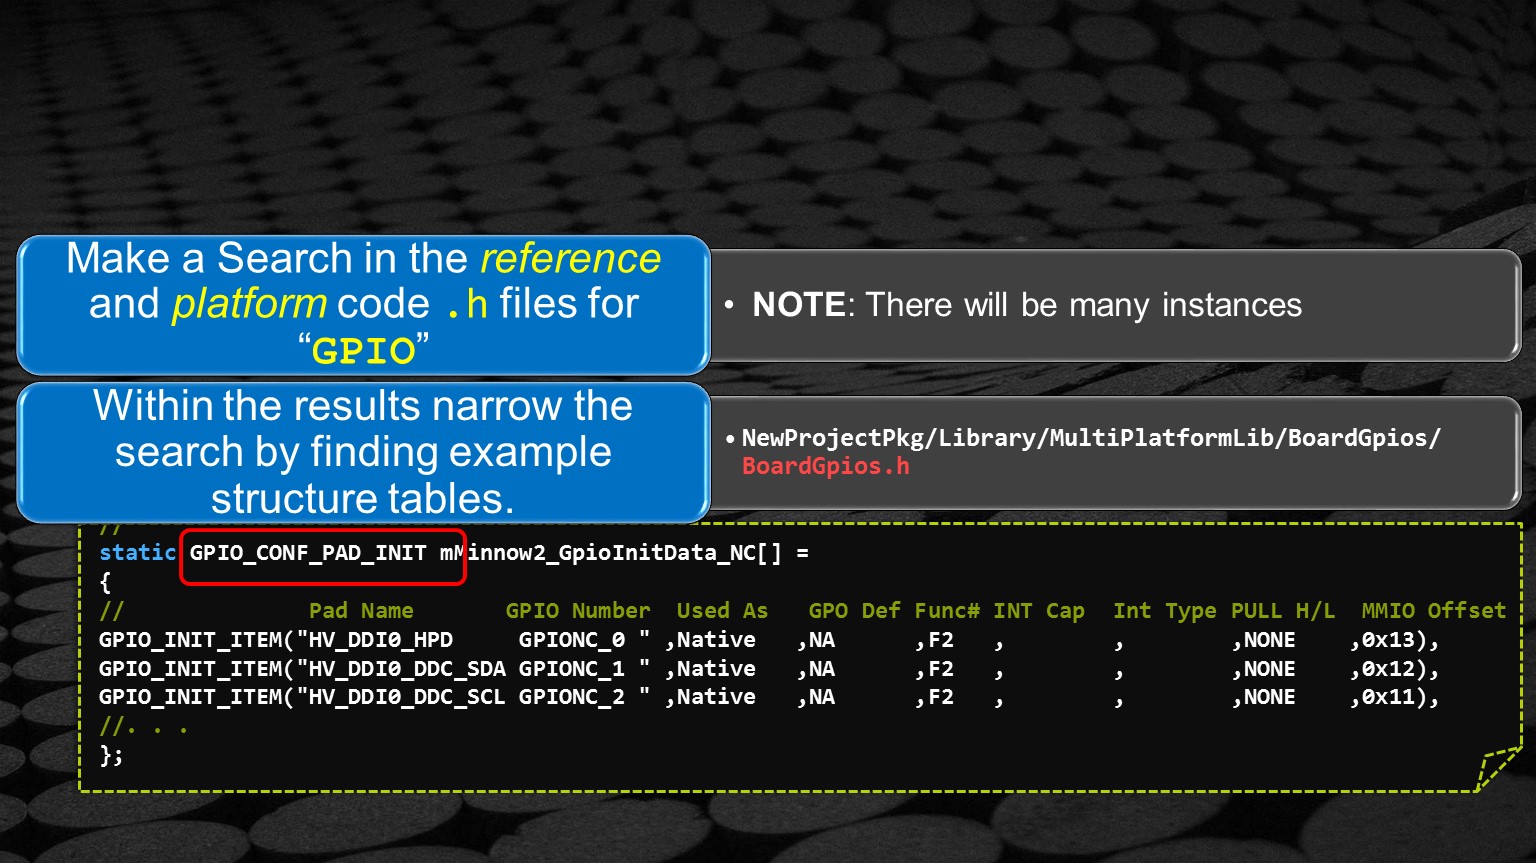 Make a Search in the reference
and platform code .h files for
“GPIO”
• NOTE: There will be many instances
Within the results narrow the
search by finding example
structure tables.
• NewProjectPkg/Library/MultiPlatformLib/BoardGpios/
BoardGpios.h
//
static GPIO_CONF_PAD_INIT mMinnow2_GpioInitData_NC[] =
{
// Pad Name GPIO Number Used As GPO Def Func# INT Cap Int Type PULL H/L MMIO Offset
GPIO_INIT_ITEM("HV_DDI0_HPD GPIONC_0 " ,Native ,NA ,F2 , , ,NONE ,0x13),
GPIO_INIT_ITEM("HV_DDI0_DDC_SDA GPIONC_1 " ,Native ,NA ,F2 , , ,NONE ,0x12),
GPIO_INIT_ITEM("HV_DDI0_DDC_SCL GPIONC_2 " ,Native ,NA ,F2 , , ,NONE ,0x11),
//. . .
};